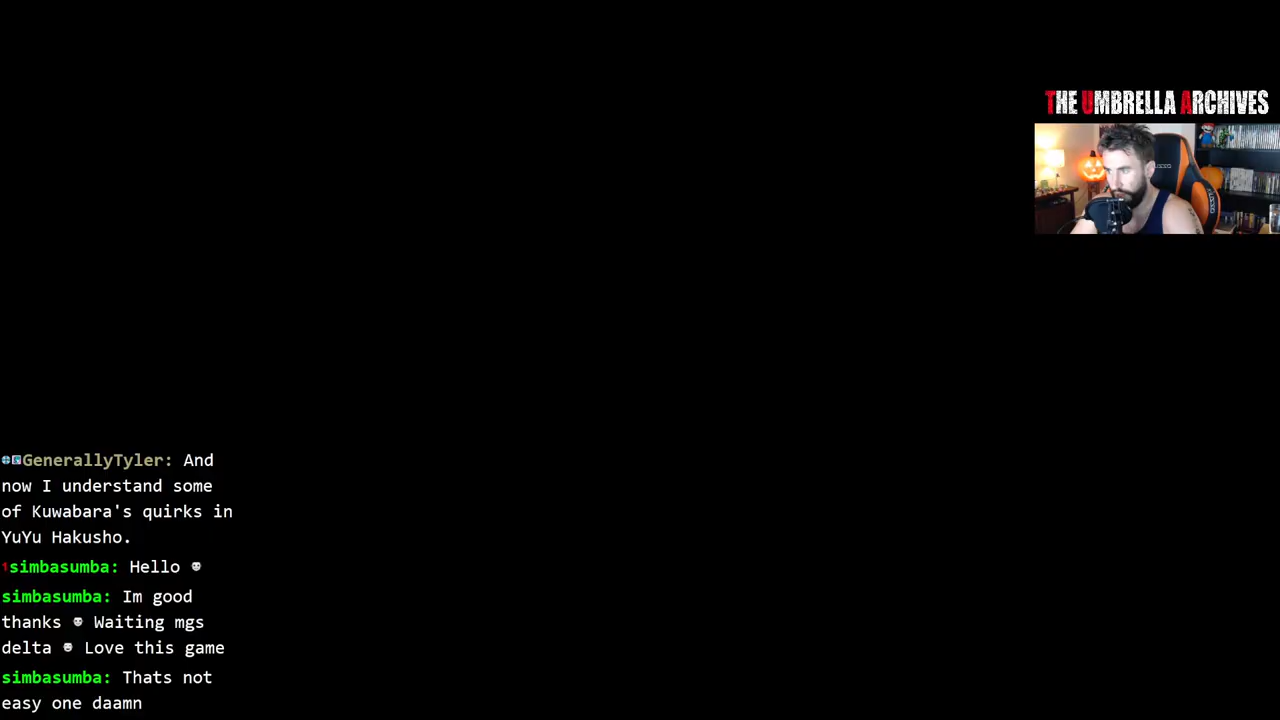 THE UMBRELLA ARCHIVES
GenerallyTyler: And
now I understand some
of Kuwabara's quirks in
YuYu Hakusho.
simbasumba: Hello
simbasumba: Im good
thanks Waiting mgs
delta Love this game
simbasumba: Thats not
easy one daamn